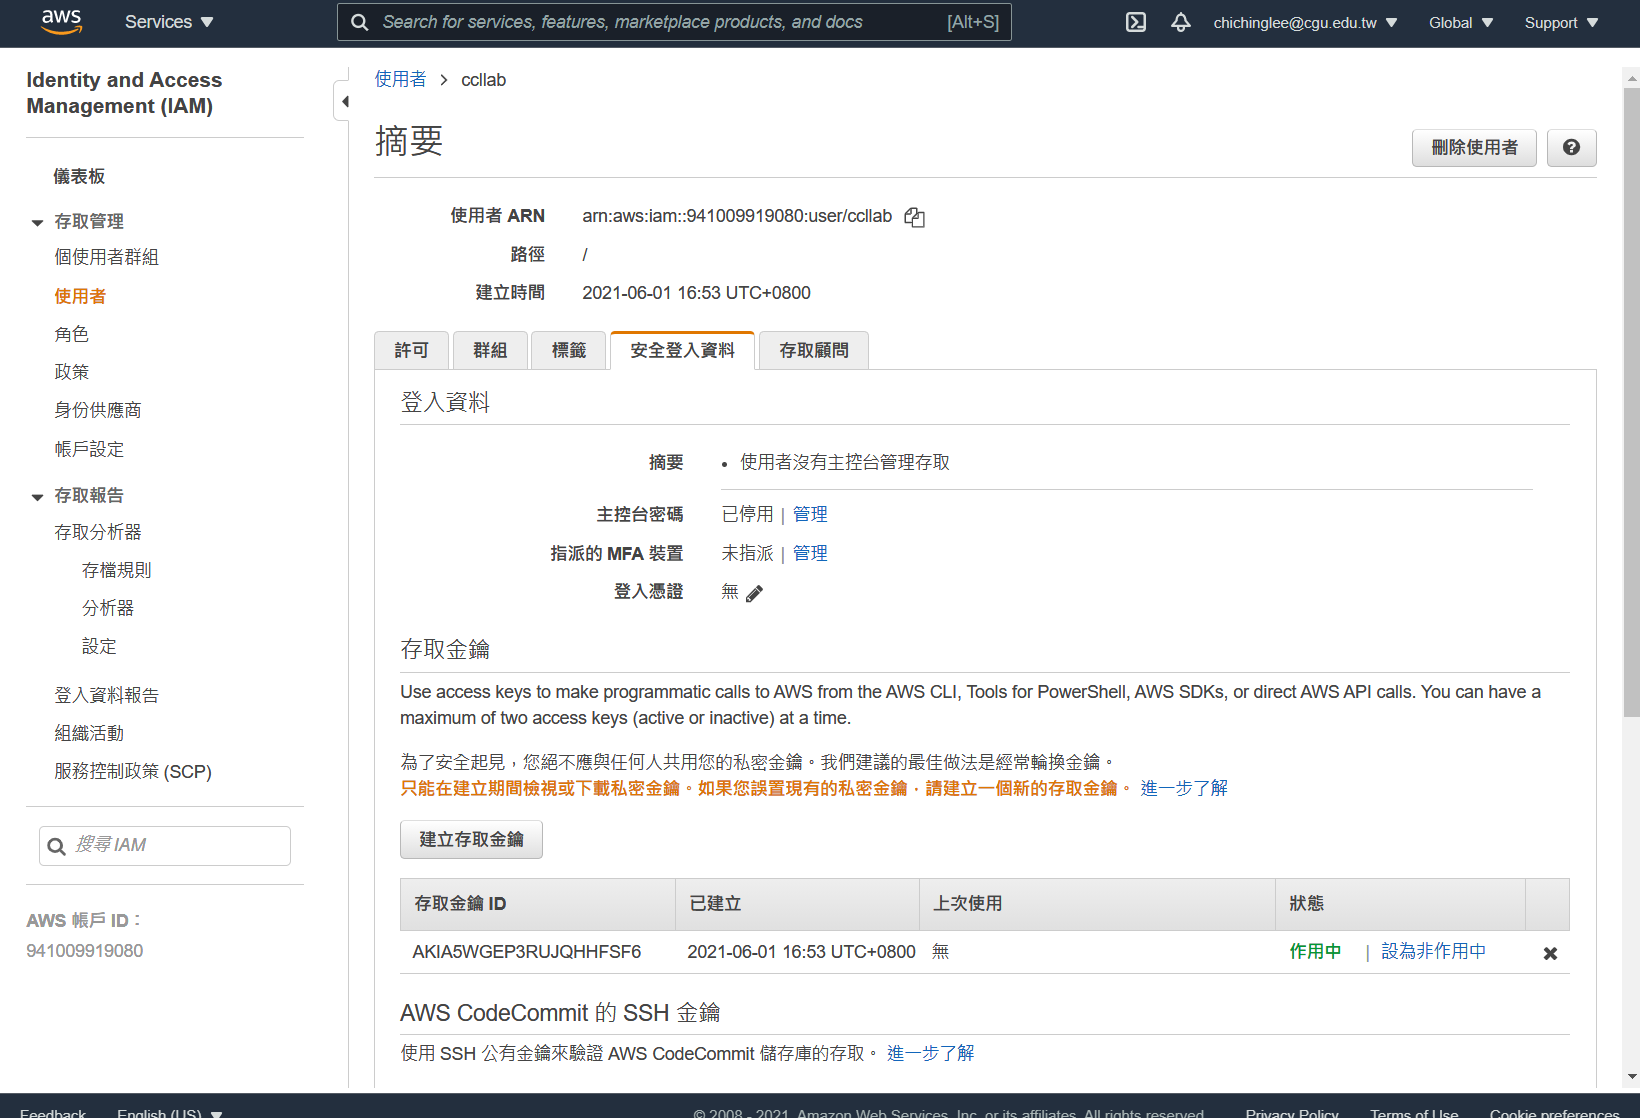 aws
Services
Search for services, features, marketplace products, and docs
[Alt+S]
chichinglee@cgu.edu.tw
Global
Support
Identity and Access
Management (IAM)
儀表板
存取管理
個使用者群組
使用者
角色
政策
身份供應商
帳戶設定
存取報告
存取分析器
存檔規則
分析器
設定
登入資料報告
組織活動
服務控制政策 (SCP)
搜尋 IAM
AWS 帳戶 ID：
941009919080
使用者 > ccllab
摘要
刪除使用者
使用者 ARN arn:aws:iam::941009919080:user/ccllab
路徑 /
建立時間 2021-06-01 16:53 UTC+0800
許可 群組 標籤 安全登入資料 存取顧問
登入資料
摘要 • 使用者沒有主控台管理存取
主控台密碼 已停用 | 管理
指派的 MFA 裝置 未指派 | 管理
登入憑證 無
存取金鑰
Use access keys to make programmatic calls to AWS from the AWS CLI, Tools for PowerShell, AWS SDKs, or direct AWS API calls. You can have a
maximum of two access keys (active or inactive) at a time.
為了安全起見，您絕不應與任何人共用您的私密金鑰。我們建議的最佳做法是經常輪換金鑰。
只能在建立期間檢視或下載私密金鑰。如果您誤置現有的私密金鑰，請建立一個新的存取金鑰。 進一步了解
建立存取金鑰
存取金鑰 ID 已建立 上次使用 狀態
AKIA5WGEP3RUJQHHFSF6 2021-06-01 16:53 UTC+0800 無 作用中 | 設為非作用中
AWS CodeCommit 的 SSH 金鑰
使用 SSH 公有金鑰來驗證 AWS CodeCommit 儲存庫的存取。 進一步了解
Feedback English (US) © 2008 - 2021, Amazon Web Services, Inc. or its affiliates. All rights reserved. Privacy Policy Terms of Use Cookie preferences